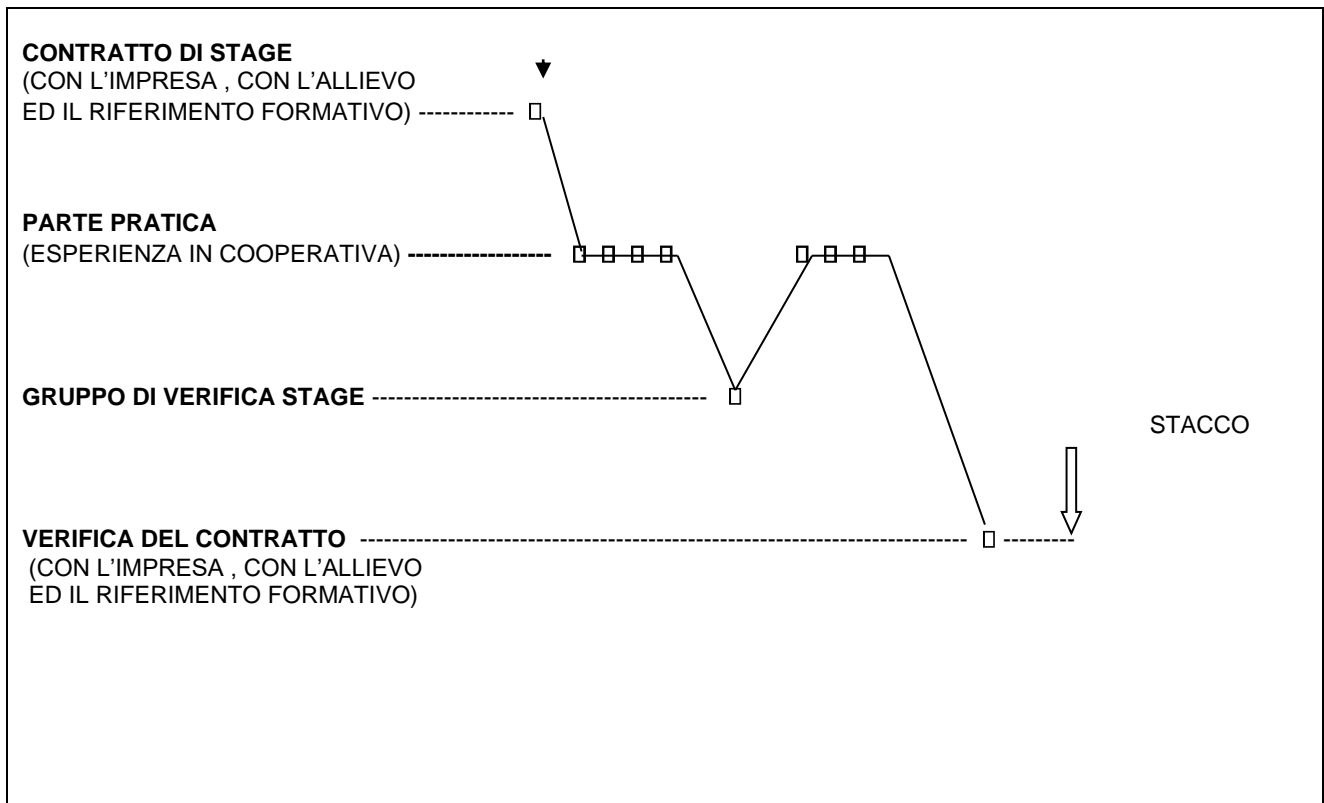 CONTRATTO DI STAGE
(CON L'IMPRESA , CON L'ALLIEVO
ED IL RIFERIMENTO FORMATIVO) ------------
PARTE PRATICA
(ESPERIENZA IN COOPERATIVA) ------------------
GRUPPO DI VERIFICA STAGE ------------------------------------------
STACCO
VERIFICA DEL CONTRATTO ---------------------------------------------------------------------------- ---------
(CON L'IMPRESA , CON L'ALLIEVO
ED IL RIFERIMENTO FORMATIVO)